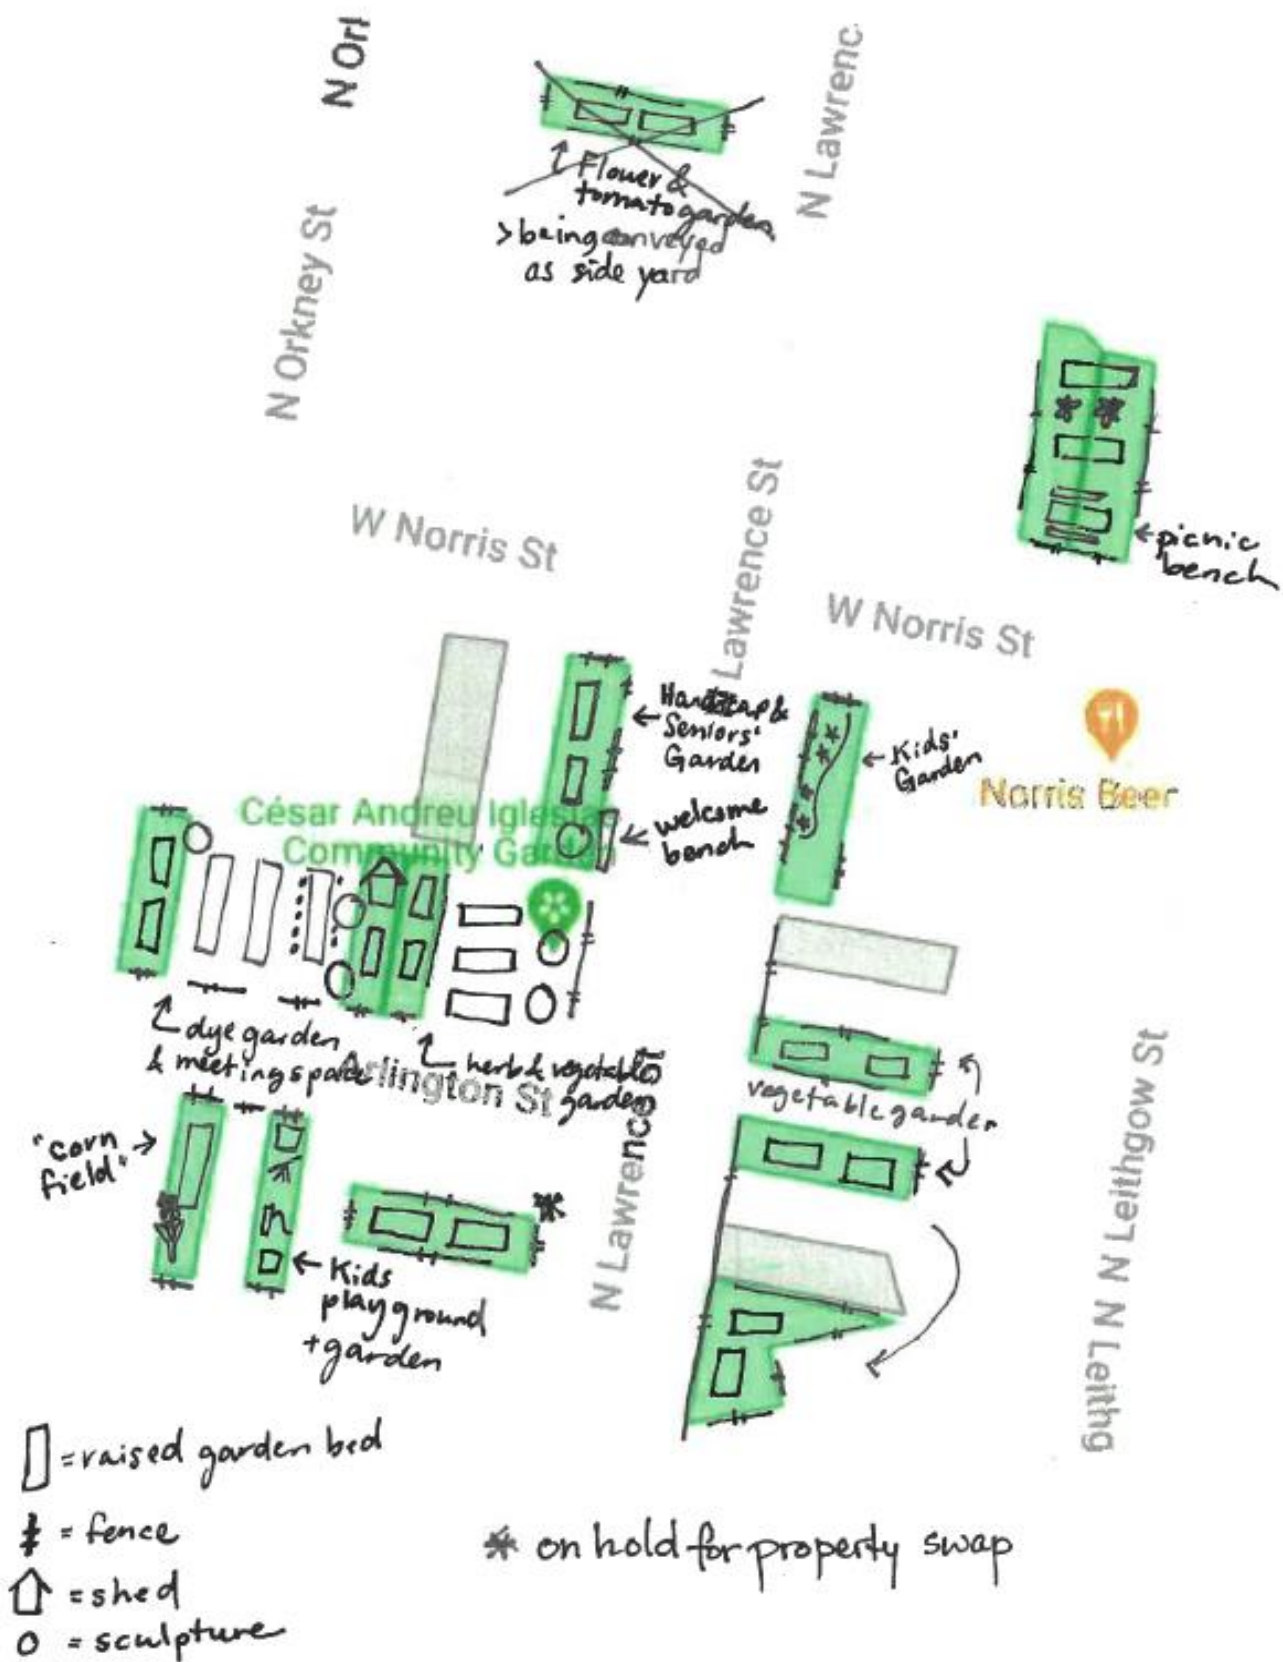 N Orl
N Lawrenc
Flower &
tomato garden
> being conveyed
as side yard
N Orkney St
picnic
bench
W Norris St
Lawrence St
W Norris St
Handicap &
Seniors'
Garden
Kids'
Garden
Norris Beer
welcome
bench
César Andreu Iglesias
Community Garden
dye garden
& meeting space
herb & vegetable
garden
Arlington St
vegetable garden
"corn
field"
N Lawrence
N Leithgow St
N Leithg
Kids
playground
+ garden
= raised garden bed
= fence
= shed
= sculpture
* on hold for property swap